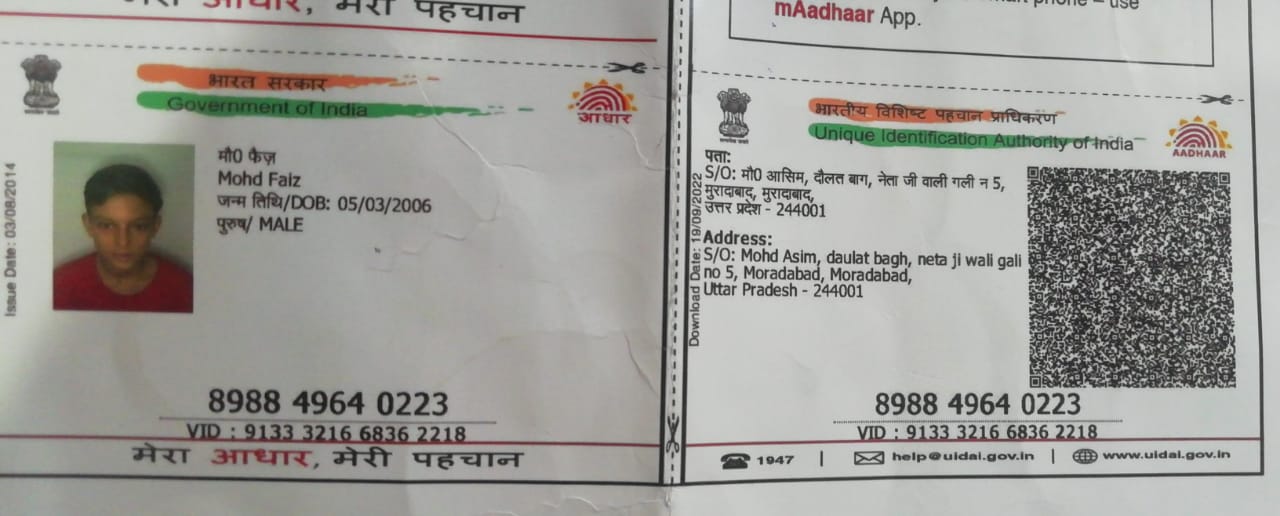 मेरा आधार, मेरी पहचान
भारत सरकार
Government of India
आधार
Issue Date: 03/08/2014
मौ0 फैज़
Mohd Faiz
जन्म तिथि/DOB: 05/03/2006
पुरुष/ MALE
8988 4964 0223
VID : 9133 3216 6836 2218
मेरा आधार, मेरी पहचान
phone – use
mAadhaar App.
भारतीय विशिष्ट पहचान प्राधिकरण
Unique Identification Authority of India
AADHAAR
Download Date: 19/09/2022
पता:
S/O: मौ0 आसिम, दौलत बाग, नेता जी वाली गली न 5,
मुरादाबाद, मुरादाबाद,
उत्तर प्रदेश - 244001
Address:
S/O: Mohd Asim, daulat bagh, neta ji wali gali
no 5, Moradabad, Moradabad,
Uttar Pradesh - 244001
8988 4964 0223
VID : 9133 3216 6836 2218
1947 | help@uidai.gov.in | www.uidai.gov.in